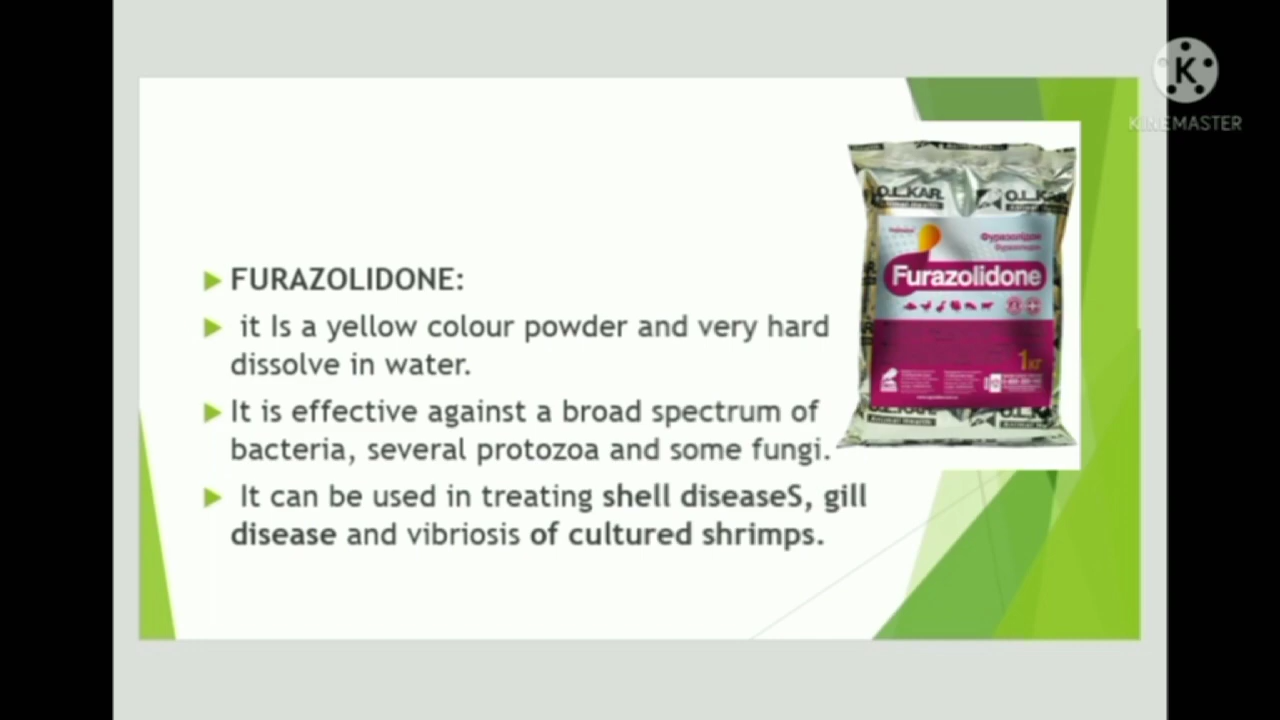 K
KINEMASTER
O.L.KAR.
O.L.KAR.
Фуразолідон
Furazolidone
1кг
FURAZOLIDONE:
it Is a yellow colour powder and very hard
dissolve in water.
It is effective against a broad spectrum of
bacteria, several protozoa and some fungi.
It can be used in treating shell diseaseS, gill
disease and vibriosis of cultured shrimps.